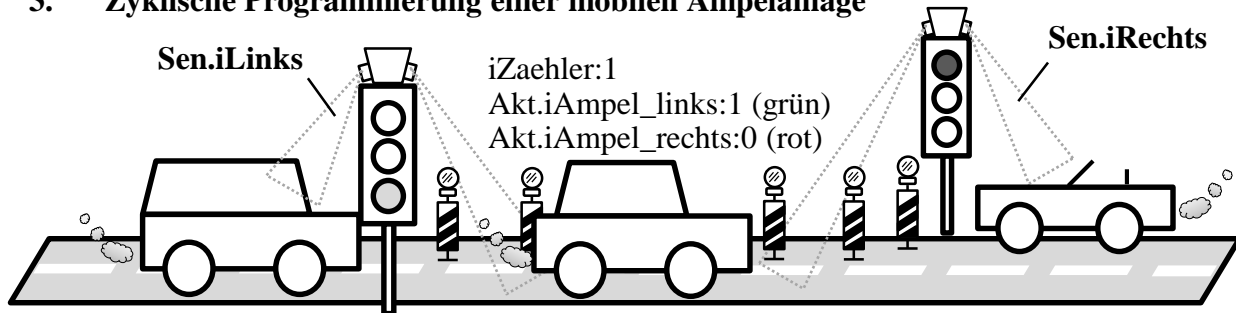 3. Zyklische Programmierung einer mobilen Ampelanlage
Sen.iLinks
Sen.iRechts
iZaehler:1
Akt.iAmpel_links:1 (grün)
Akt.iAmpel_rechts:0 (rot)